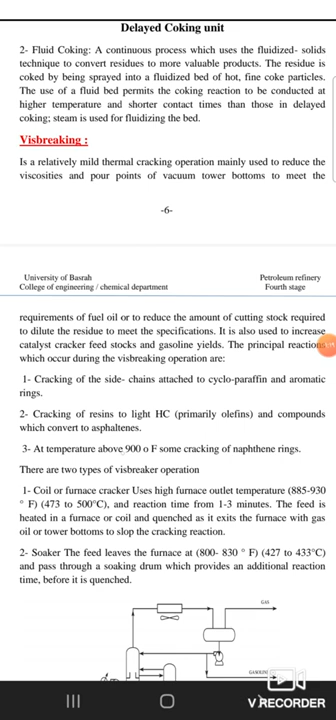 Delayed Coking unit
2- Fluid Coking: A continuous process which uses the fluidized- solids
technique to convert residues to more valuable products. The residue is
coked by being sprayed into a fluidized bed of hot, fine coke particles.
The use of a fluid bed permits the coking reaction to be conducted at
higher temperature and shorter contact times than those in delayed
coking; steam is used for fluidizing the bed.
Visbreaking :
Is a relatively mild thermal cracking operation mainly used to reduce the
viscosities and pour points of vacuum tower bottoms to meet the
-6-
University of Basrah Petroleum refinery
College of engineering / chemical department Fourth stage
requirements of fuel oil or to reduce the amount of cutting stock required
to dilute the residue to meet the specifications. It is also used to increase
catalyst cracker feed stocks and gasoline yields. The principal reactions
which occur during the visbreaking operation are:
1- Cracking of the side- chains attached to cyclo-paraffin and aromatic
rings.
2- Cracking of resins to light HC (primarily olefins) and compounds
which convert to asphaltenes.
3- At temperature above 900 o F some cracking of naphthene rings.
There are two types of visbreaker operation
1- Coil or furnace cracker Uses high furnace outlet temperature (885-930
° F) (473 to 500°C), and reaction time from 1-3 minutes. The feed is
heated in a furnace or coil and quenched as it exits the furnace with gas
oil or tower bottoms to slop the cracking reaction.
2- Soaker The feed leaves the furnace at (800- 830 ° F) (427 to 433°C)
and pass through a soaking drum which provides an additional reaction
time, before it is quenched.
GAS
GASOLINE
V RECORDER